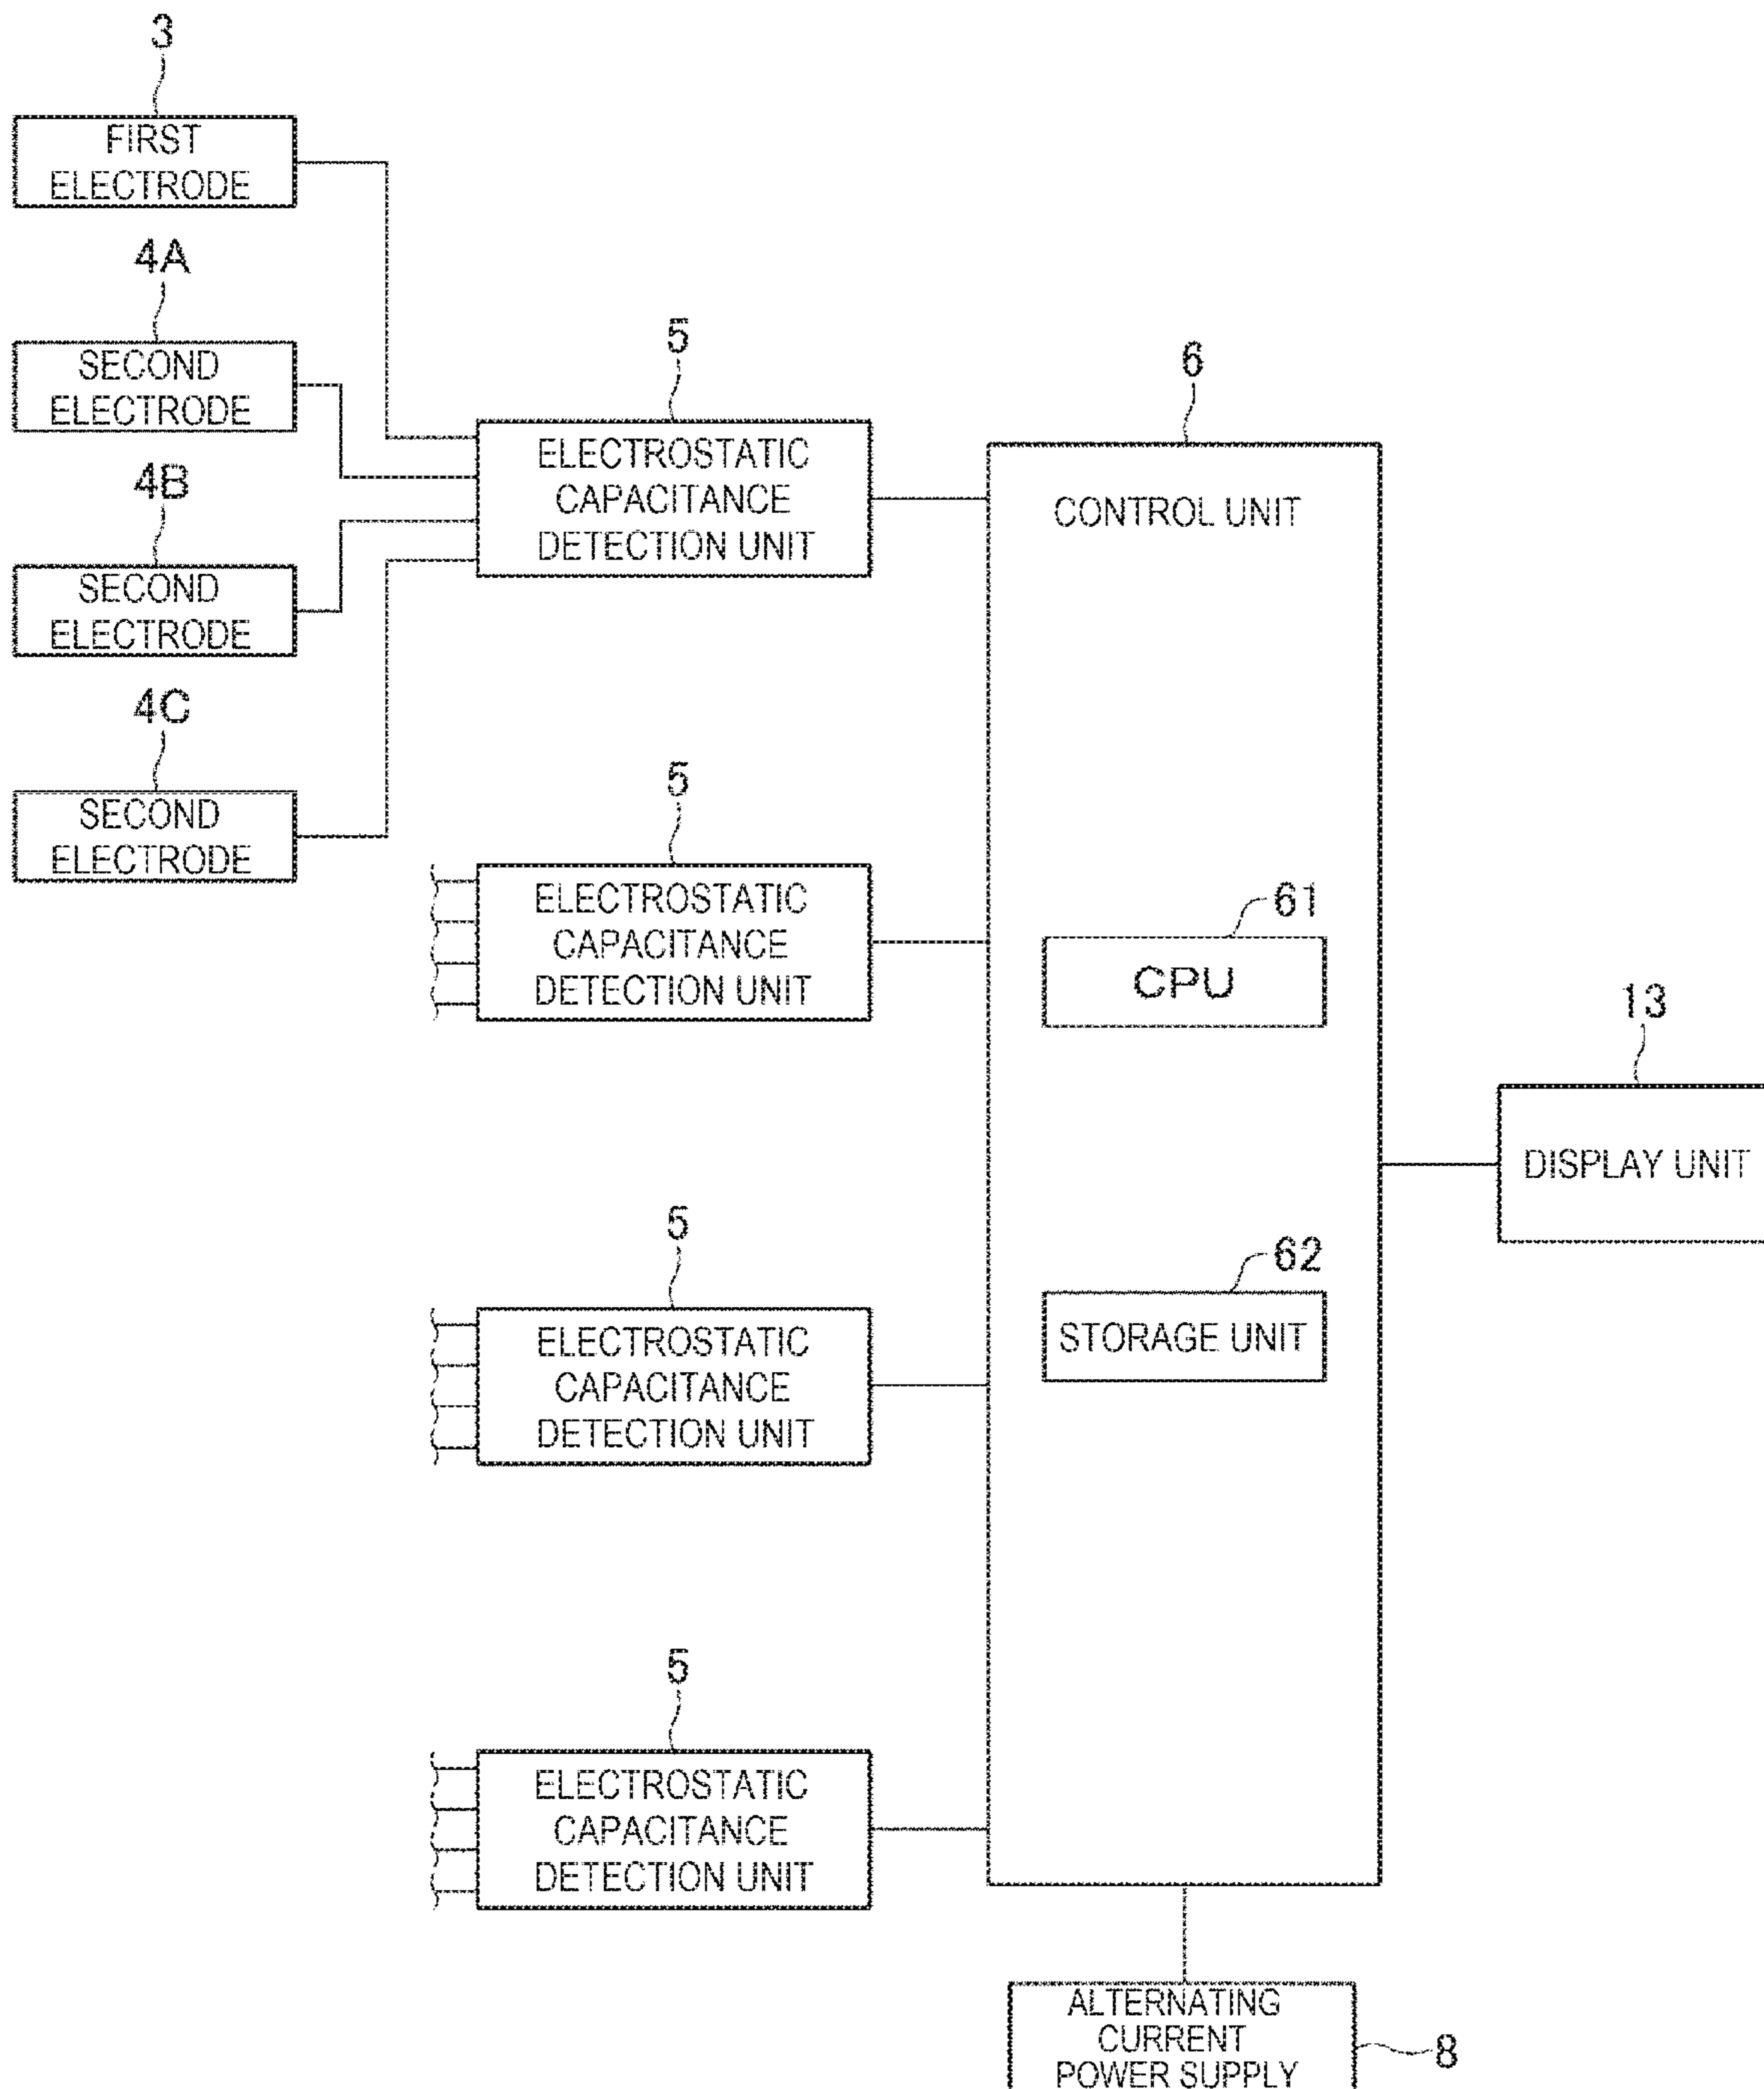 3
FIRST
ELECTRODE
4A
SECOND
ELECTRODE
4B
SECOND
ELECTRODE
4C
SECOND
ELECTRODE
5
ELECTROSTATIC
CAPACITANCE
DETECTION UNIT
5
ELECTROSTATIC
CAPACITANCE
DETECTION UNIT
5
ELECTROSTATIC
CAPACITANCE
DETECTION UNIT
5
ELECTROSTATIC
CAPACITANCE
DETECTION UNIT
6
CONTROL UNIT
61
CPU
62
STORAGE UNIT
13
DISPLAY UNIT
ALTERNATING
CURRENT
POWER SUPPLY
8